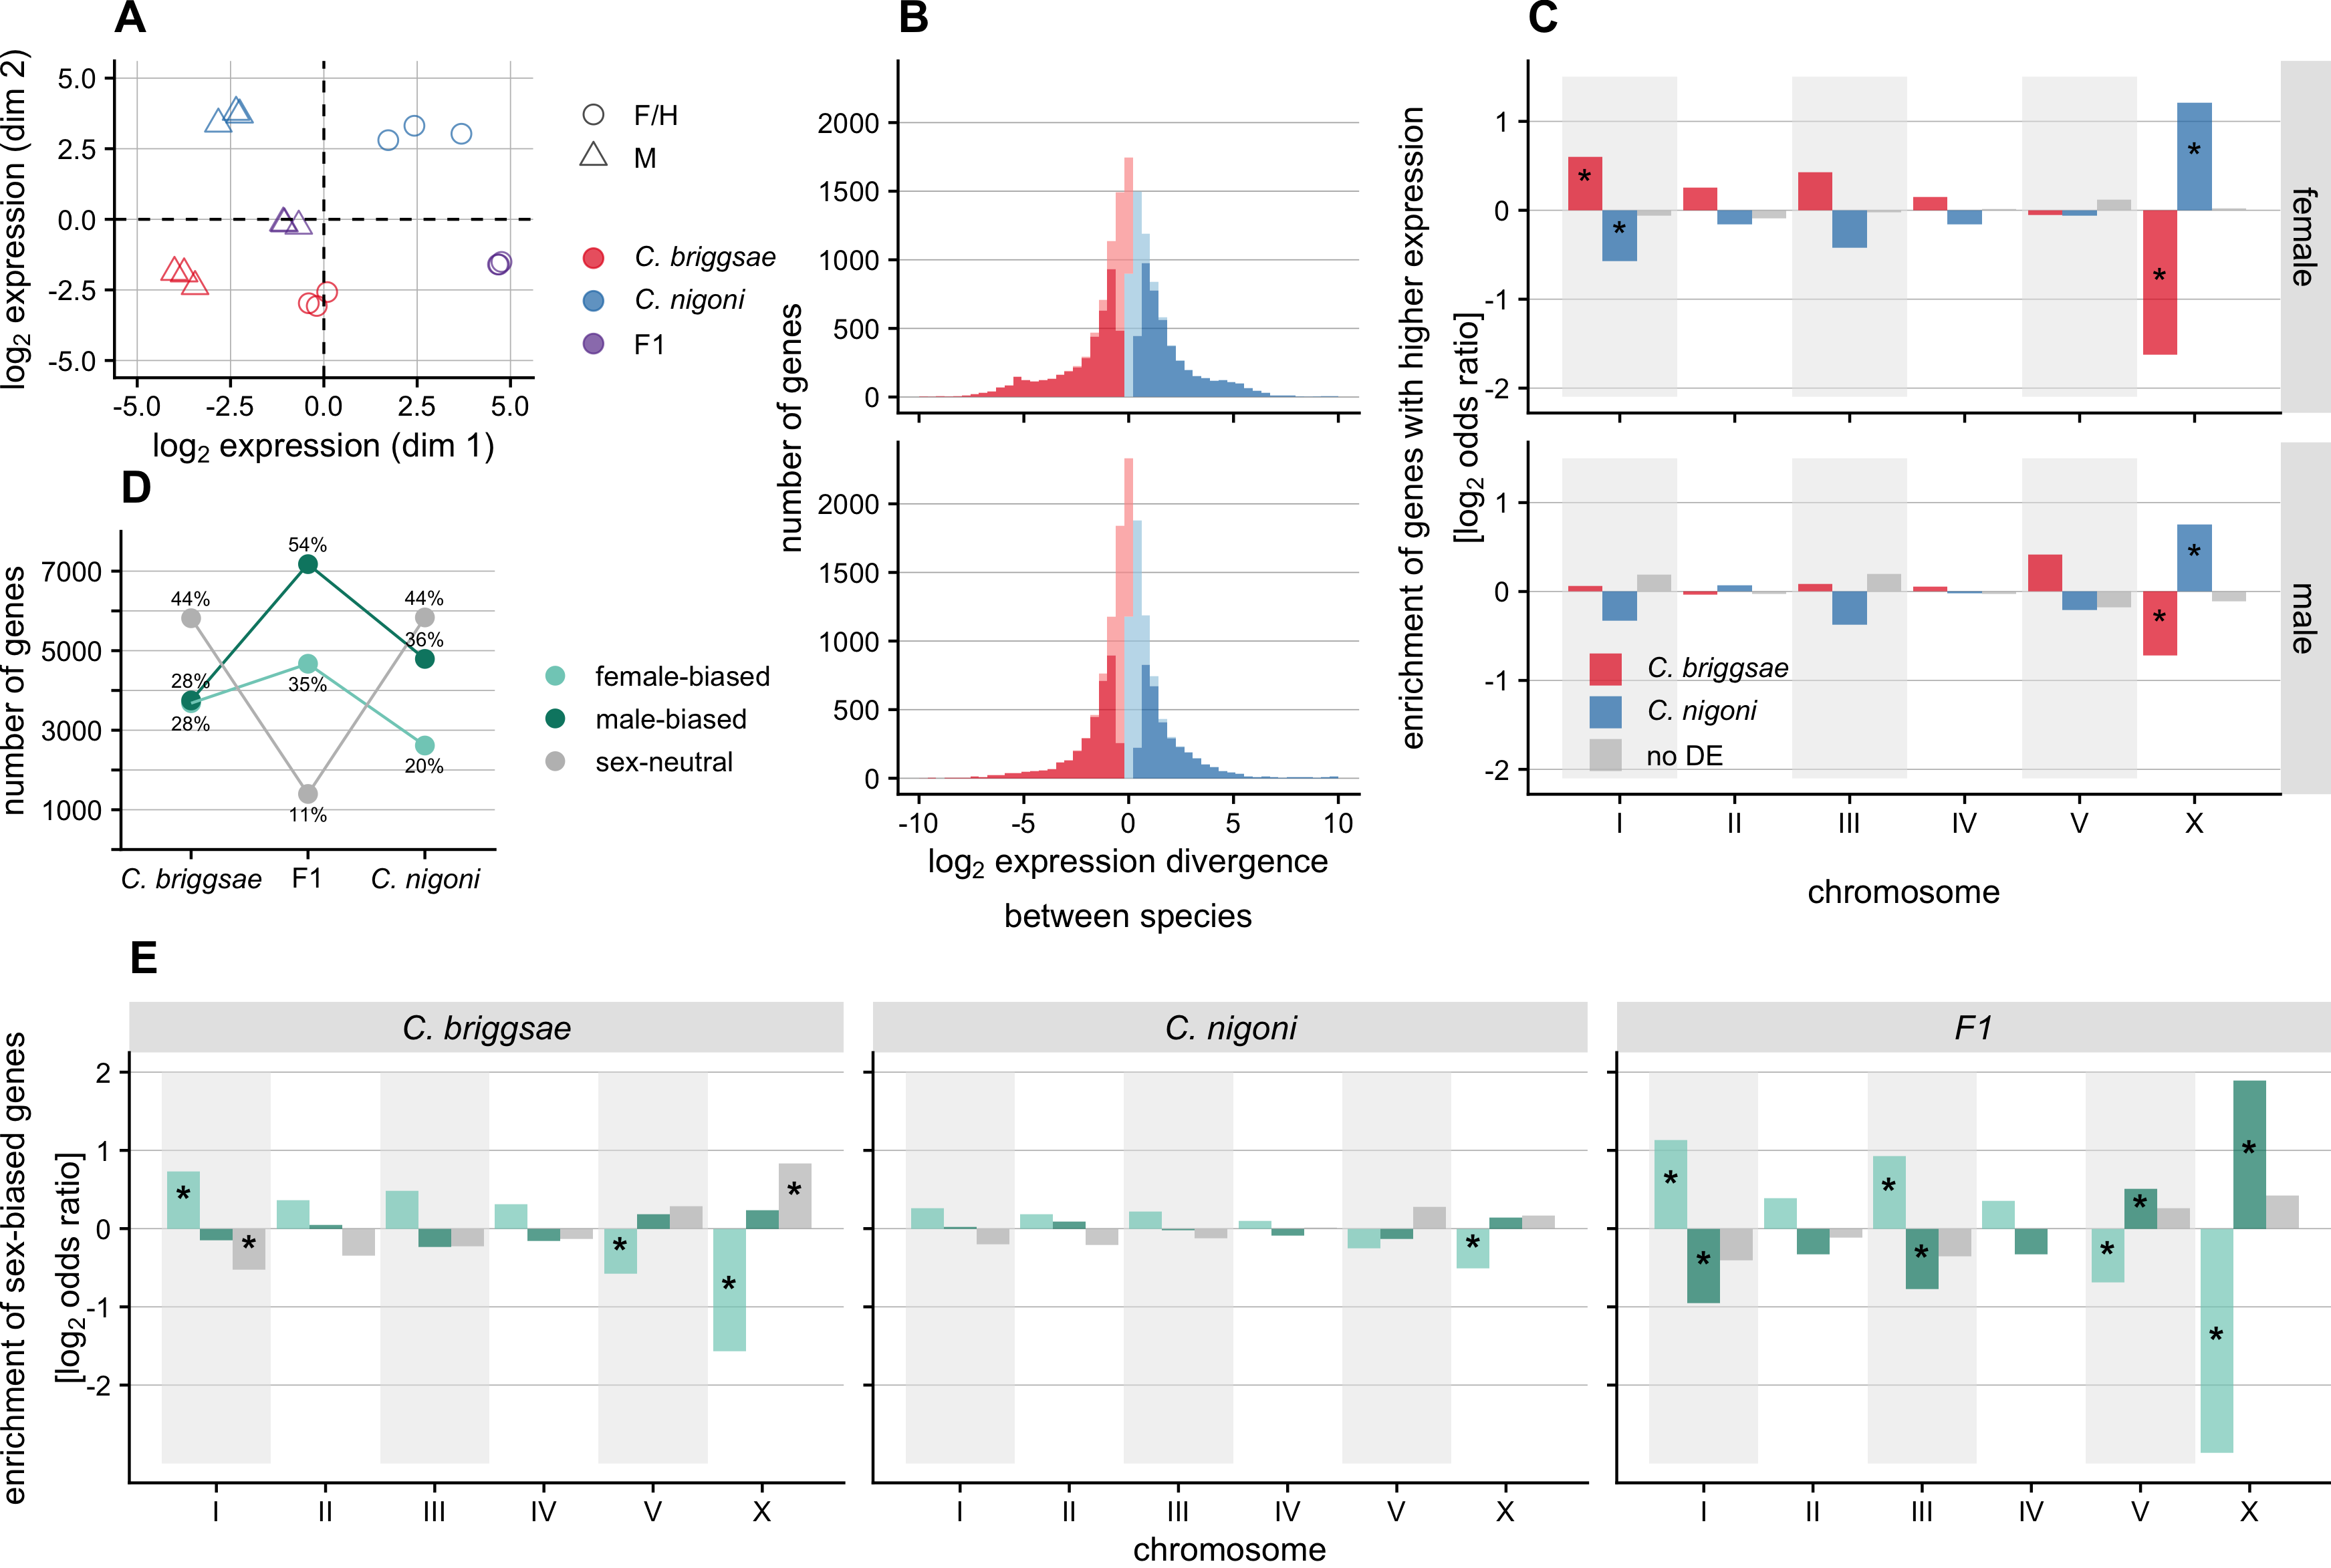 A
log2 expression (dim 2)
5.0
2.5
0.0
-2.5
-5.0
-5.0
-2.5
0.0
2.5
5.0
log2 expression (dim 1)
F/H
M
C. briggsae
C. nigoni
F1
B
number of genes
2000
1500
1000
500
0
2000
1500
1000
500
0
-10
-5
0
5
10
log2 expression divergence
between species
C
enrichment of genes with higher expression
[log2 odds ratio]
1
0
-1
-2
*
*
*
*
female
1
0
-1
-2
*
*
male
C. briggsae
C. nigoni
no DE
I
II
III
IV
V
X
chromosome
D
number of genes
7000
5000
3000
1000
44%
28%
28%
54%
35%
11%
44%
36%
20%
C. briggsae
F1
C. nigoni
female-biased
male-biased
sex-neutral
E
enrichment of sex-biased genes
[log2 odds ratio]
C. briggsae
C. nigoni
F1
2
1
0
-1
-2
*
*
*
*
*
*
*
*
*
*
*
*
*
*
I
II
III
IV
V
X
I
II
III
IV
V
X
I
II
III
IV
V
X
chromosome